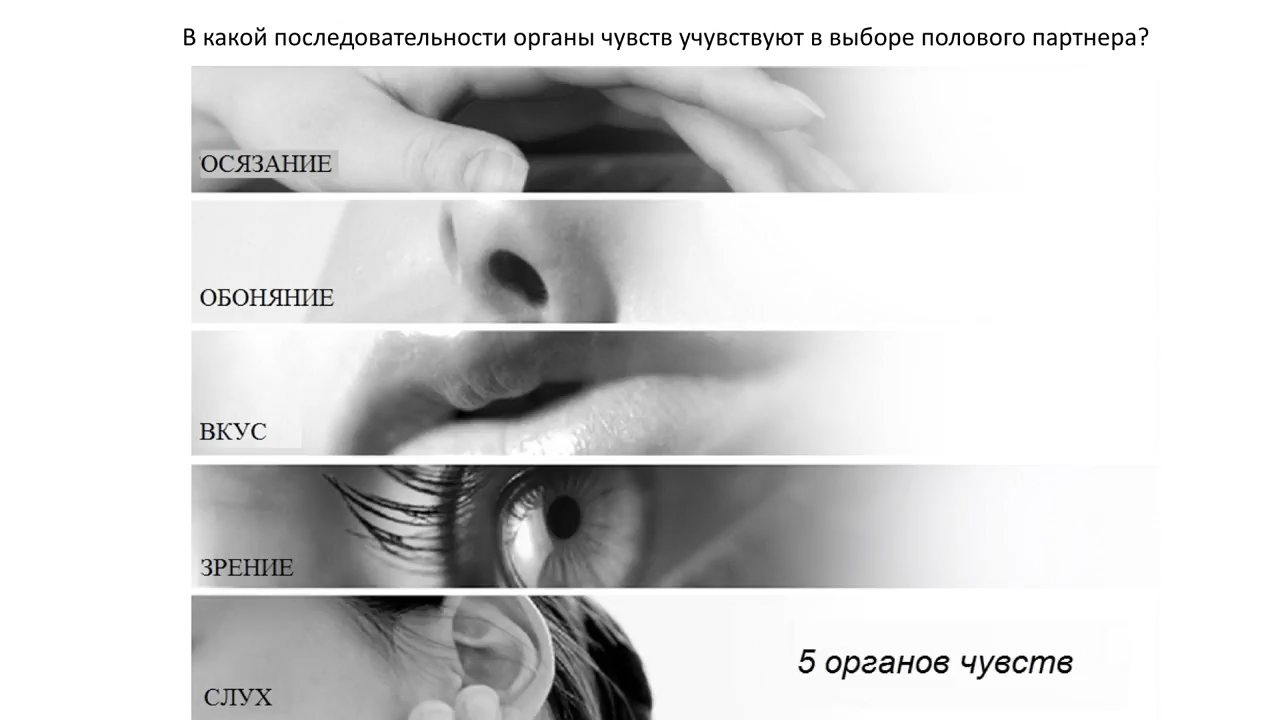 В какой последовательности органы чувств учувствуют в выборе полового партнера?
ОСЯЗАНИЕ
ОБОНЯНИЕ
ВКУС
ЗРЕНИЕ
5 органов чувств
СЛУХ